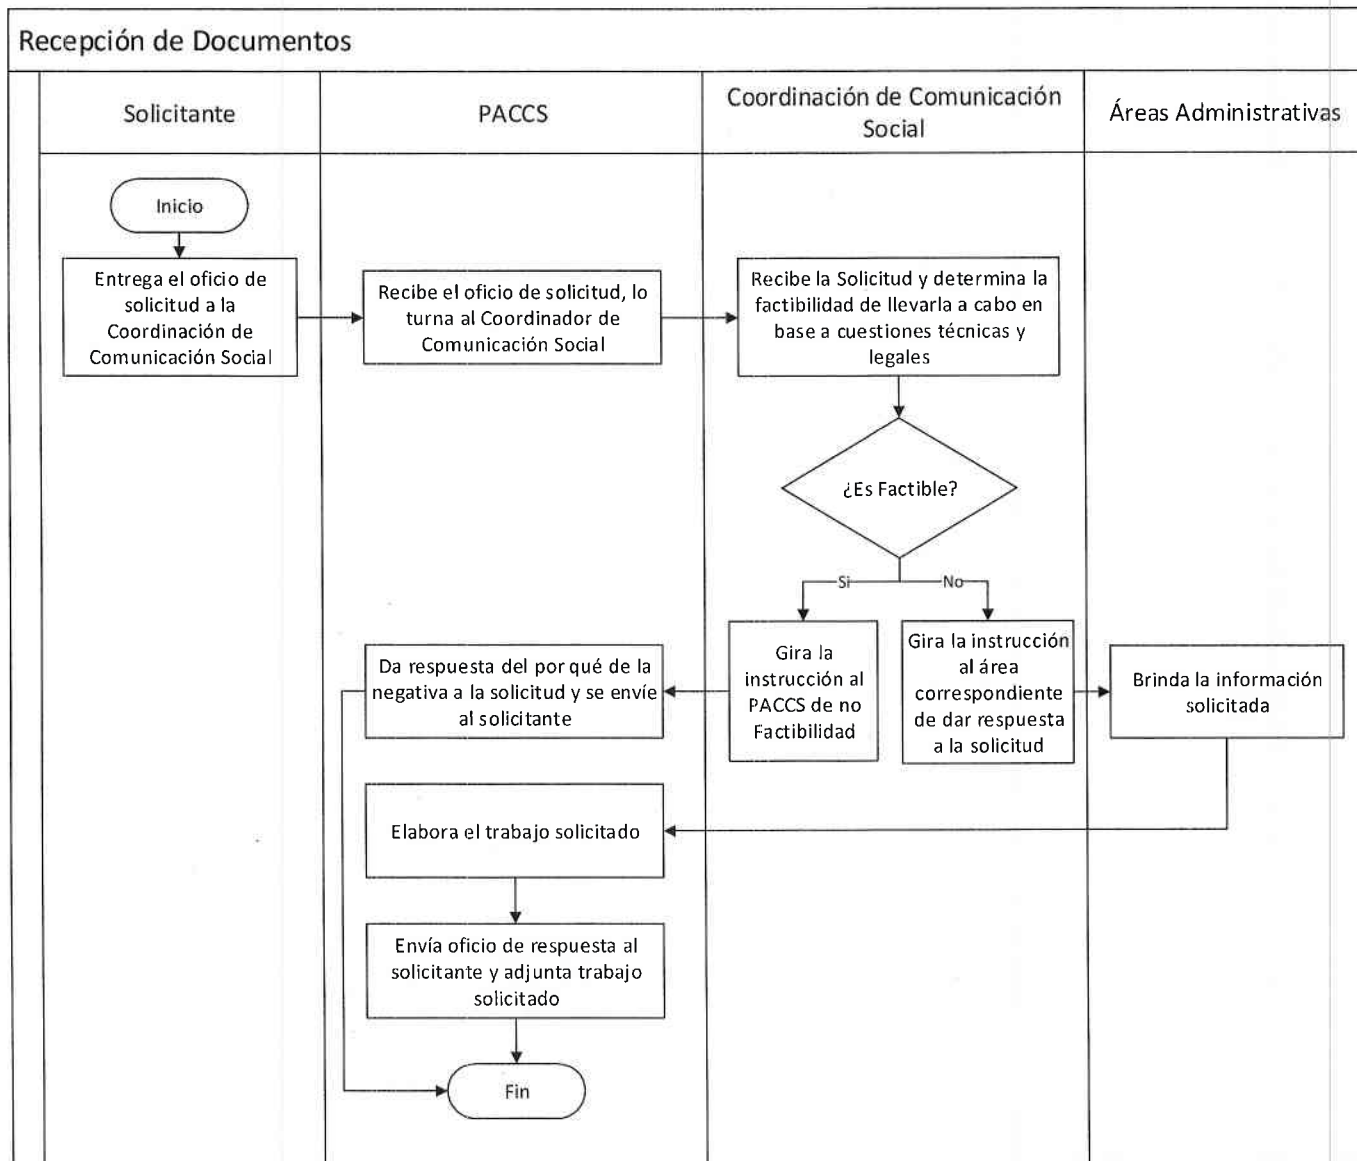 Recepción de Documentos
Solicitante
PACCS
Coordinación de Comunicación
Social
Áreas Administrativas
Inicio
Entrega el oficio de
solicitud a la
Coordinación de
Comunicación Social
Recibe el oficio de solicitud, lo
turna al Coordinador de
Comunicación Social
Recibe la Solicitud y determina la
factibilidad de llevarla a cabo en
base a cuestiones técnicas y
legales
¿Es Factible?
Si
No
Da respuesta del por qué de la
negativa a la solicitud y se envíe
al solicitante
Gira la
instrucción al
PACCS de no
Factibilidad
Gira la instrucción
al área
correspondiente
de dar respuesta
a la solicitud
Brinda la información
solicitada
Elabora el trabajo solicitado
Envía oficio de respuesta al
solicitante y adjunta trabajo
solicitado
Fin